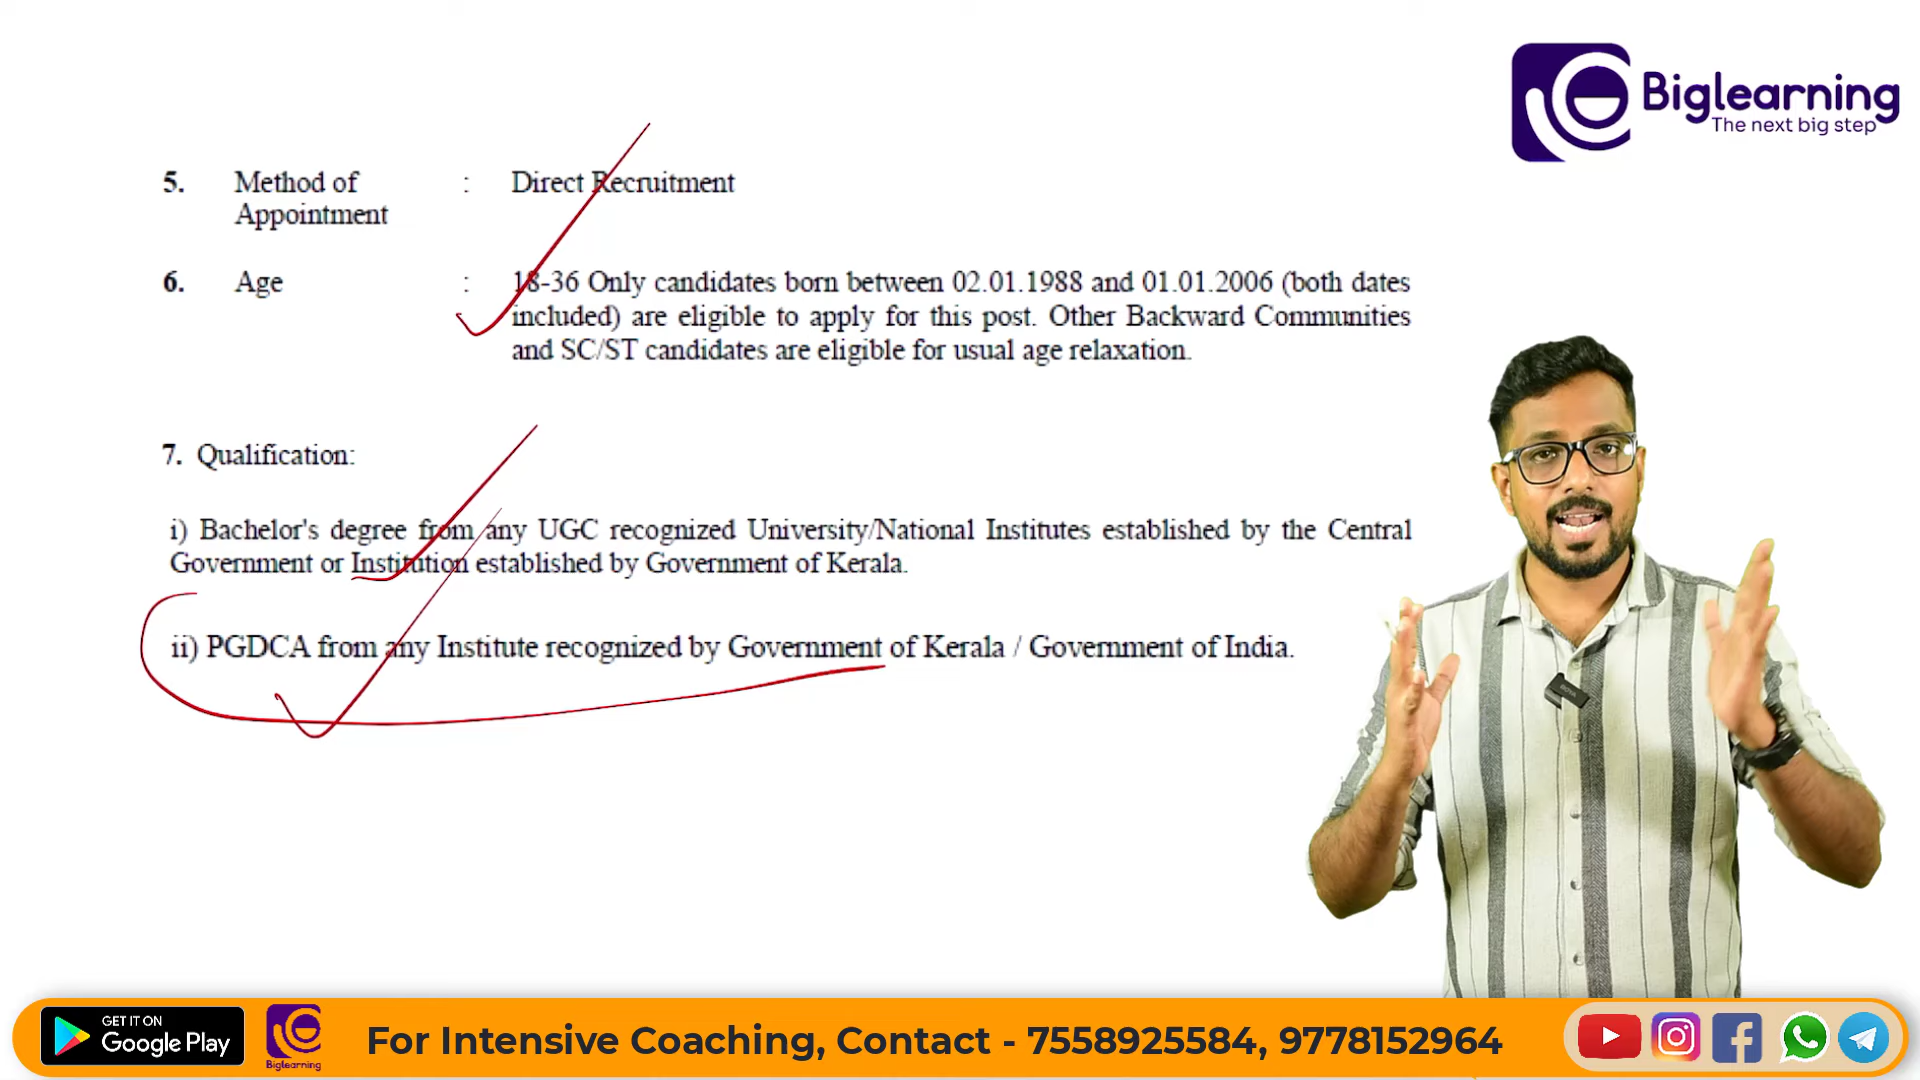 Biglearning
The next big step
5. Method of Appointment : Direct Recruitment
6. Age : 18-36 Only candidates born between 02.01.1988 and 01.01.2006 (both dates
included) are eligible to apply for this post. Other Backward Communities
and SC/ST candidates are eligible for usual age relaxation.
7. Qualification:
i) Bachelor's degree from any UGC recognized University/National Institutes established by the Central
Government or Institution established by Government of Kerala.
ii) PGDCA from any Institute recognized by Government of Kerala / Government of India.
BOYA
GET IT ON
Google Play
Biglearning
For Intensive Coaching, Contact - 7558925584, 9778152964